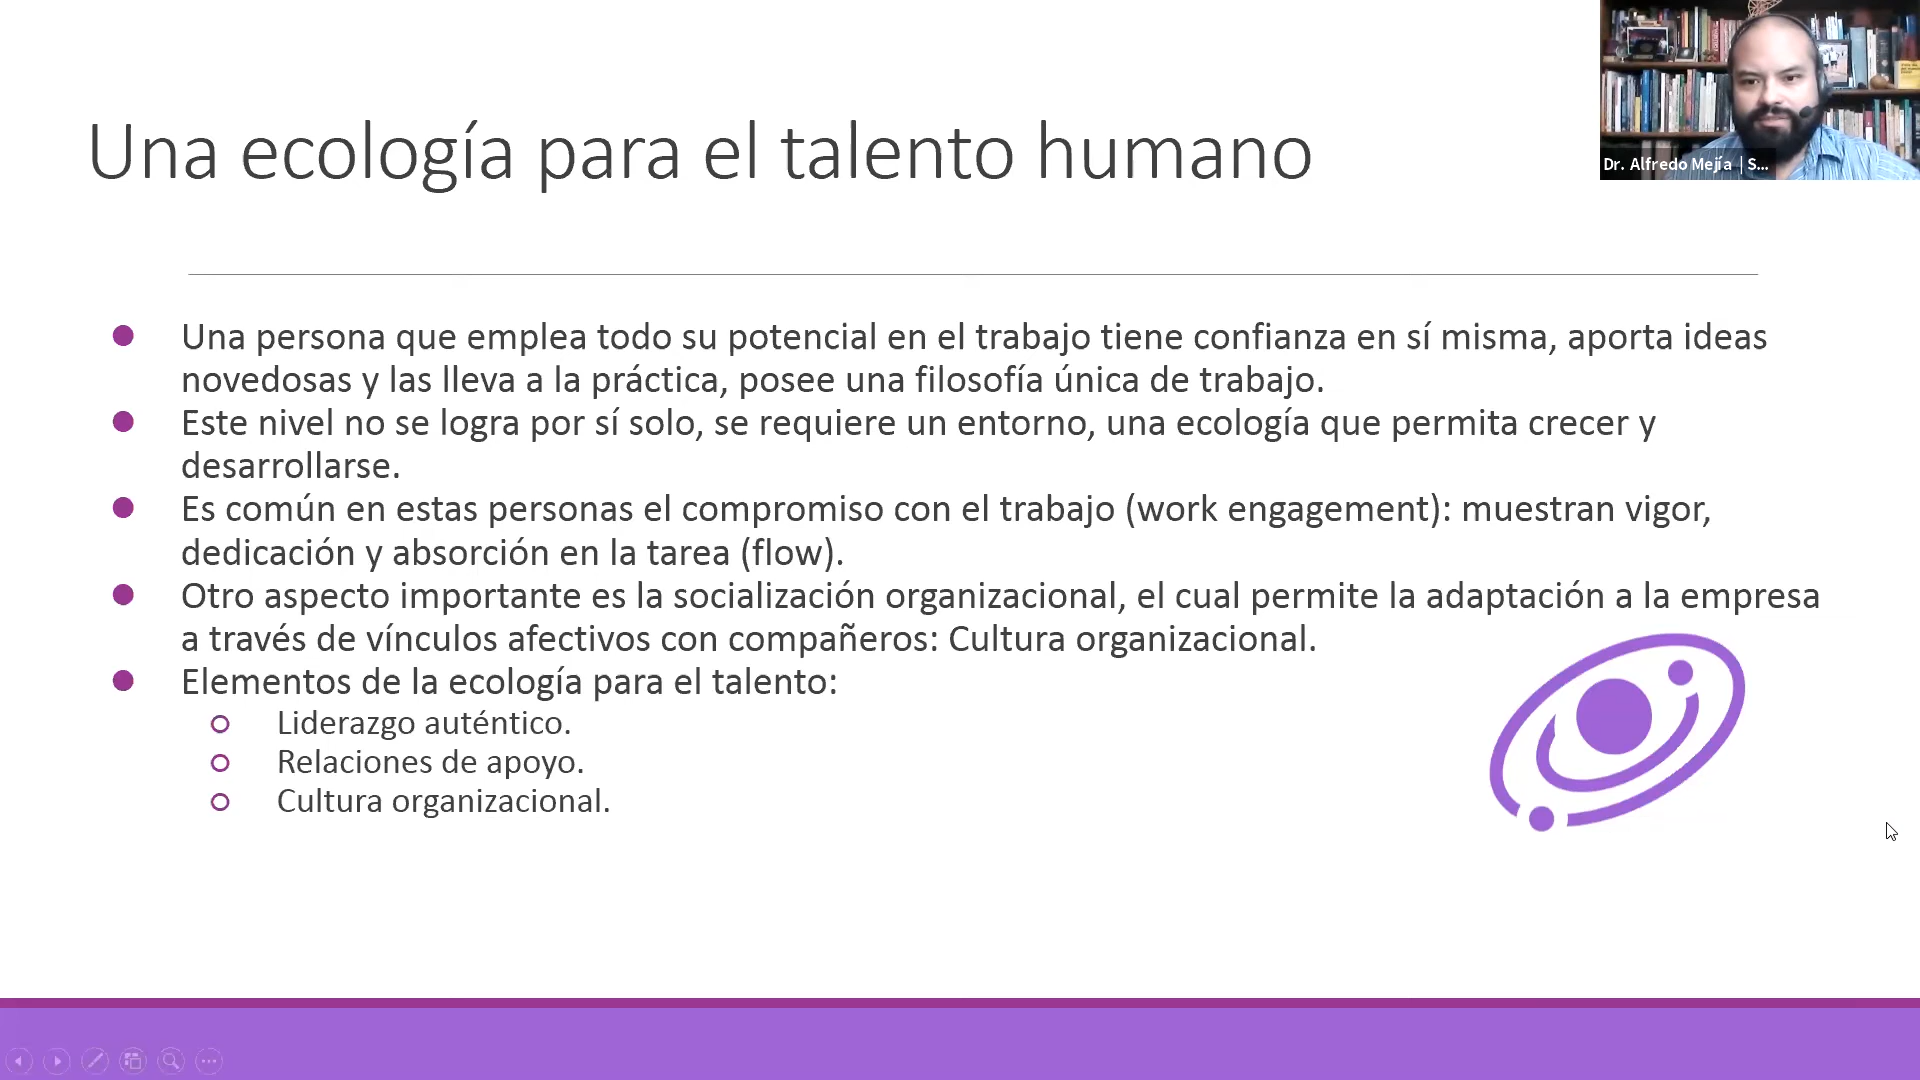 Una ecología para el talento humano
Dr. Alfredo Mejía | S...
Una persona que emplea todo su potencial en el trabajo tiene confianza en sí misma, aporta ideas
novedosas y las lleva a la práctica, posee una filosofía única de trabajo.
Este nivel no se logra por sí solo, se requiere un entorno, una ecología que permita crecer y
desarrollarse.
Es común en estas personas el compromiso con el trabajo (work engagement): muestran vigor,
dedicación y absorción en la tarea (flow).
Otro aspecto importante es la socialización organizacional, el cual permite la adaptación a la empresa
a través de vínculos afectivos con compañeros: Cultura organizacional.
Elementos de la ecología para el talento:
Liderazgo auténtico.
Relaciones de apoyo.
Cultura organizacional.